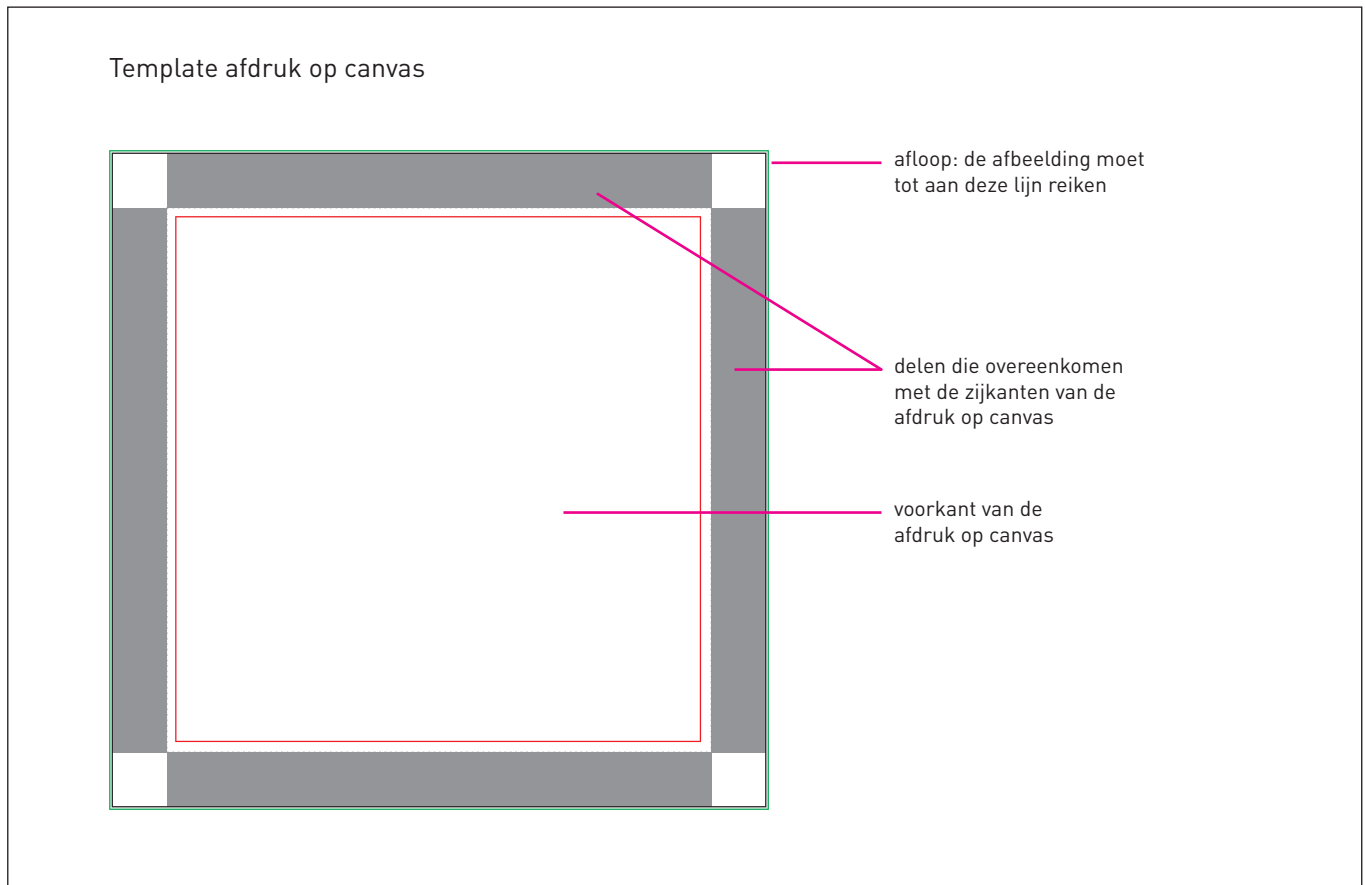 Template afdruk op canvas
afloop: de afbeelding moet
tot aan deze lijn reiken
delen die overeenkomen
met de zijkanten van de
afdruk op canvas
voorkant van de
afdruk op canvas